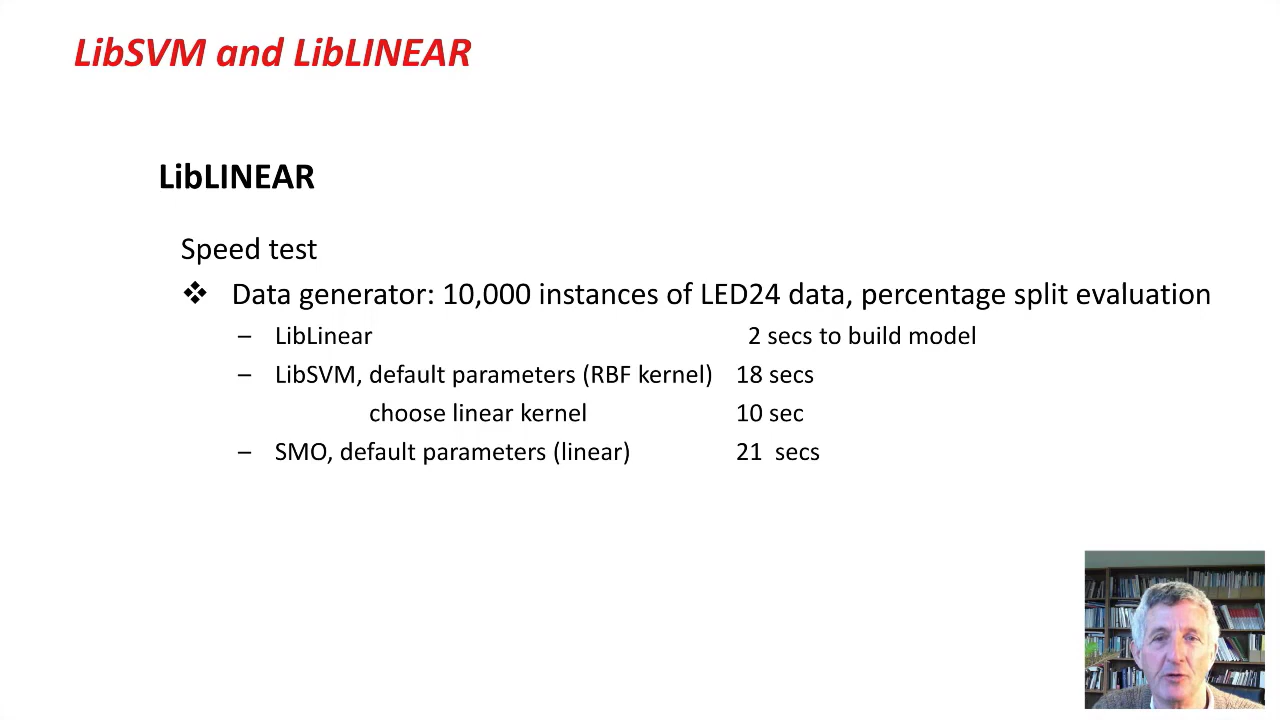 LibSVM and LibLINEAR
LibLINEAR
Speed test
❖ Data generator: 10,000 instances of LED24 data, percentage split evaluation
– LibLinear 2 secs to build model
– LibSVM, default parameters (RBF kernel) 18 secs
choose linear kernel 10 sec
– SMO, default parameters (linear) 21 secs